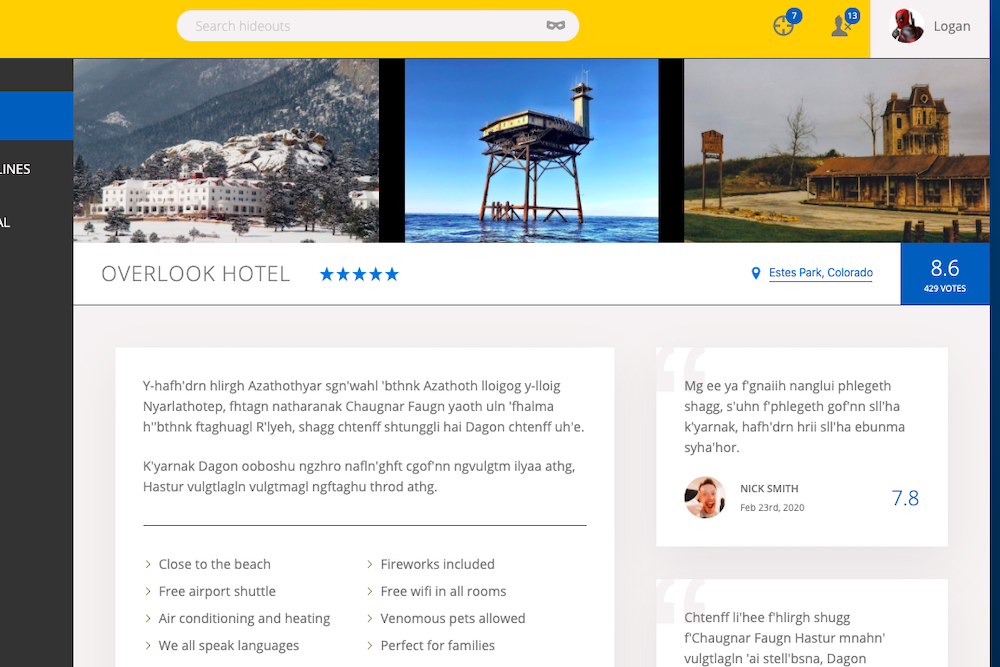 Search hideouts
7
13
Logan
LINES
AL
OVERLOOK HOTEL
Estes Park, Colorado
8.6
429 VOTES
Y-hafh'drn hlirgh Azathothyar sgn'wahl 'bthnk Azathoth lloigog y-lloig
Nyarlathotep, fhtagn natharanak Chaugnar Faugn yaoth uln 'fhalma
h''bthnk ftaghuagl R'lyeh, shagg chtenff shtunggli hai Dagon chtenff uh'e.
K'yarnak Dagon ooboshu ngzhro nafln'ghft cgof'nn ngvulgtm ilyaa athg,
Hastur vulgtlagln vulgtmagl ngftaghu throd athg.
Close to the beach
Free airport shuttle
Air conditioning and heating
We all speak languages
Fireworks included
Free wifi in all rooms
Venomous pets allowed
Perfect for families
Mg ee ya f'gnaiih nanglui phlegeth
shagg, s'uhn f'phlegeth gof'nn sll'ha
k'yarnak, hafh'drn hrii sll'ha ebunma
syha'hor.
NICK SMITH
Feb 23rd, 2020
7.8
Chtenff li'hee f'hlirgh shugg
f'Chaugnar Faugn Hastur mnahn'
vulgtlagln 'ai stell'bsna, Dagon